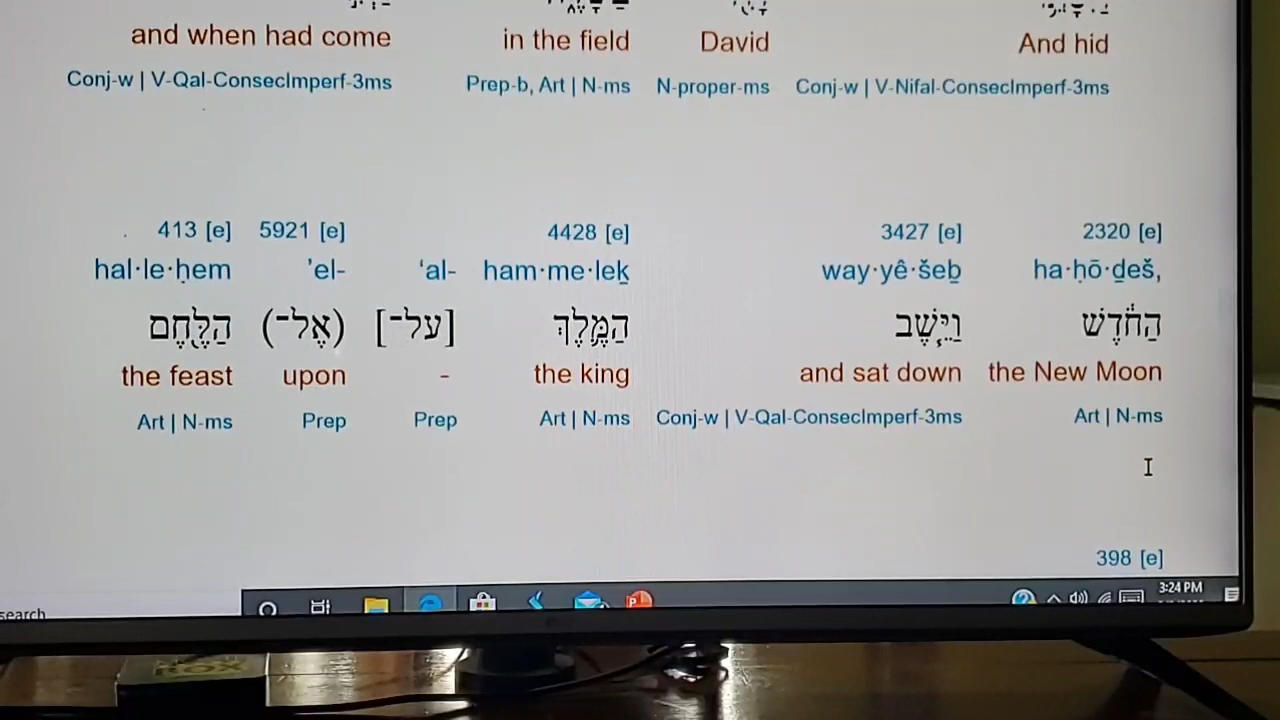 and when had come in the field David And hid
Conj-w | V-Qal-ConsecImperf-3ms Prep-b, Art | N-ms N-proper-ms Conj-w | V-Nifal-ConsecImperf-3ms
413 [e] 5921 [e] 4428 [e] 3427 [e] 2320 [e]
hal·le·ḥem ’el- ‘al- ham·me·leḵ way·yê·šeḇ ha·ḥō·ḏeš,
הַחֹ֔דֶשׁ וַיֵּ֧שֶׁב הַמֶּ֛לֶךְ [עַל־] (אֶל־) הַלֶּ֖חֶם
the feast upon - the king and sat down the New Moon
Art | N-ms Prep Prep Art | N-ms Conj-w | V-Qal-ConsecImperf-3ms Art | N-ms
398 [e]
search
3:24 PM